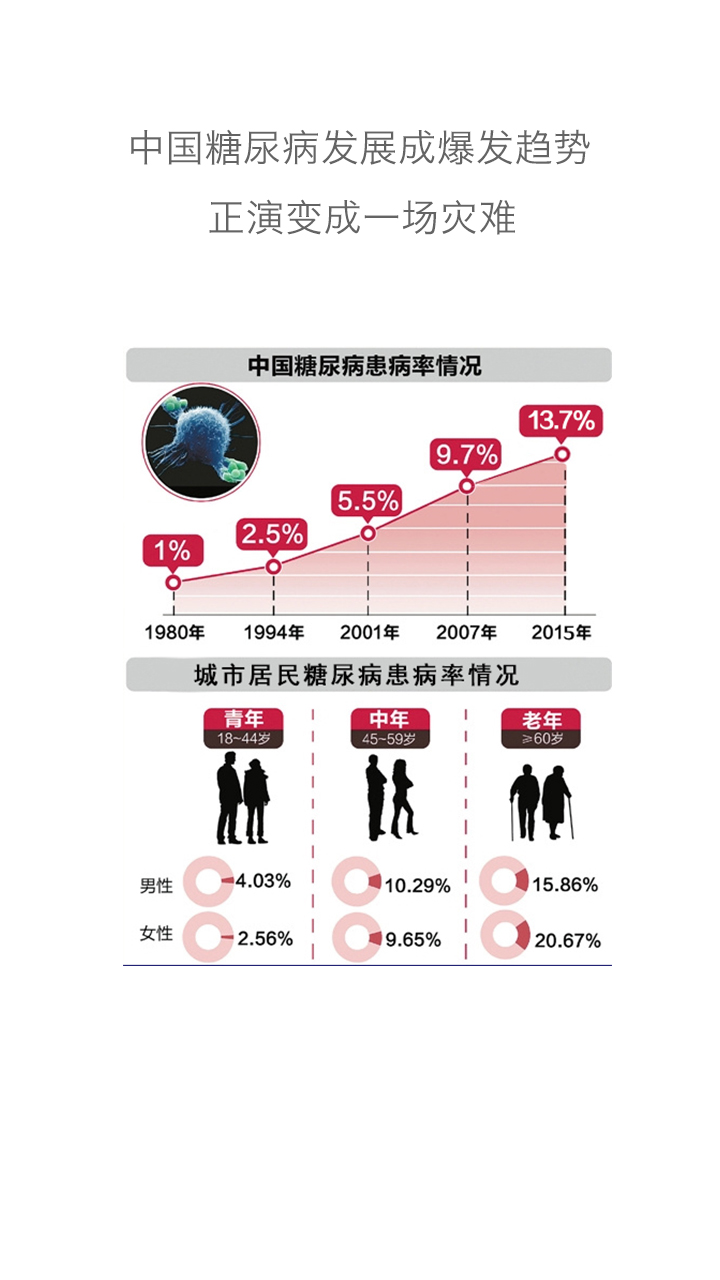 中国糖尿病发展成爆发趋势
正演变成一场灾难
中国糖尿病患病率情况
1%
2.5%
5.5%
9.7%
13.7%
1980年 1994年 2001年 2007年 2015年
城市居民糖尿病患病率情况
青年 中年 老年
18~44岁 45~59岁 ≥60岁
男性 4.03% 10.29% 15.86%
女性 2.56% 9.65% 20.67%